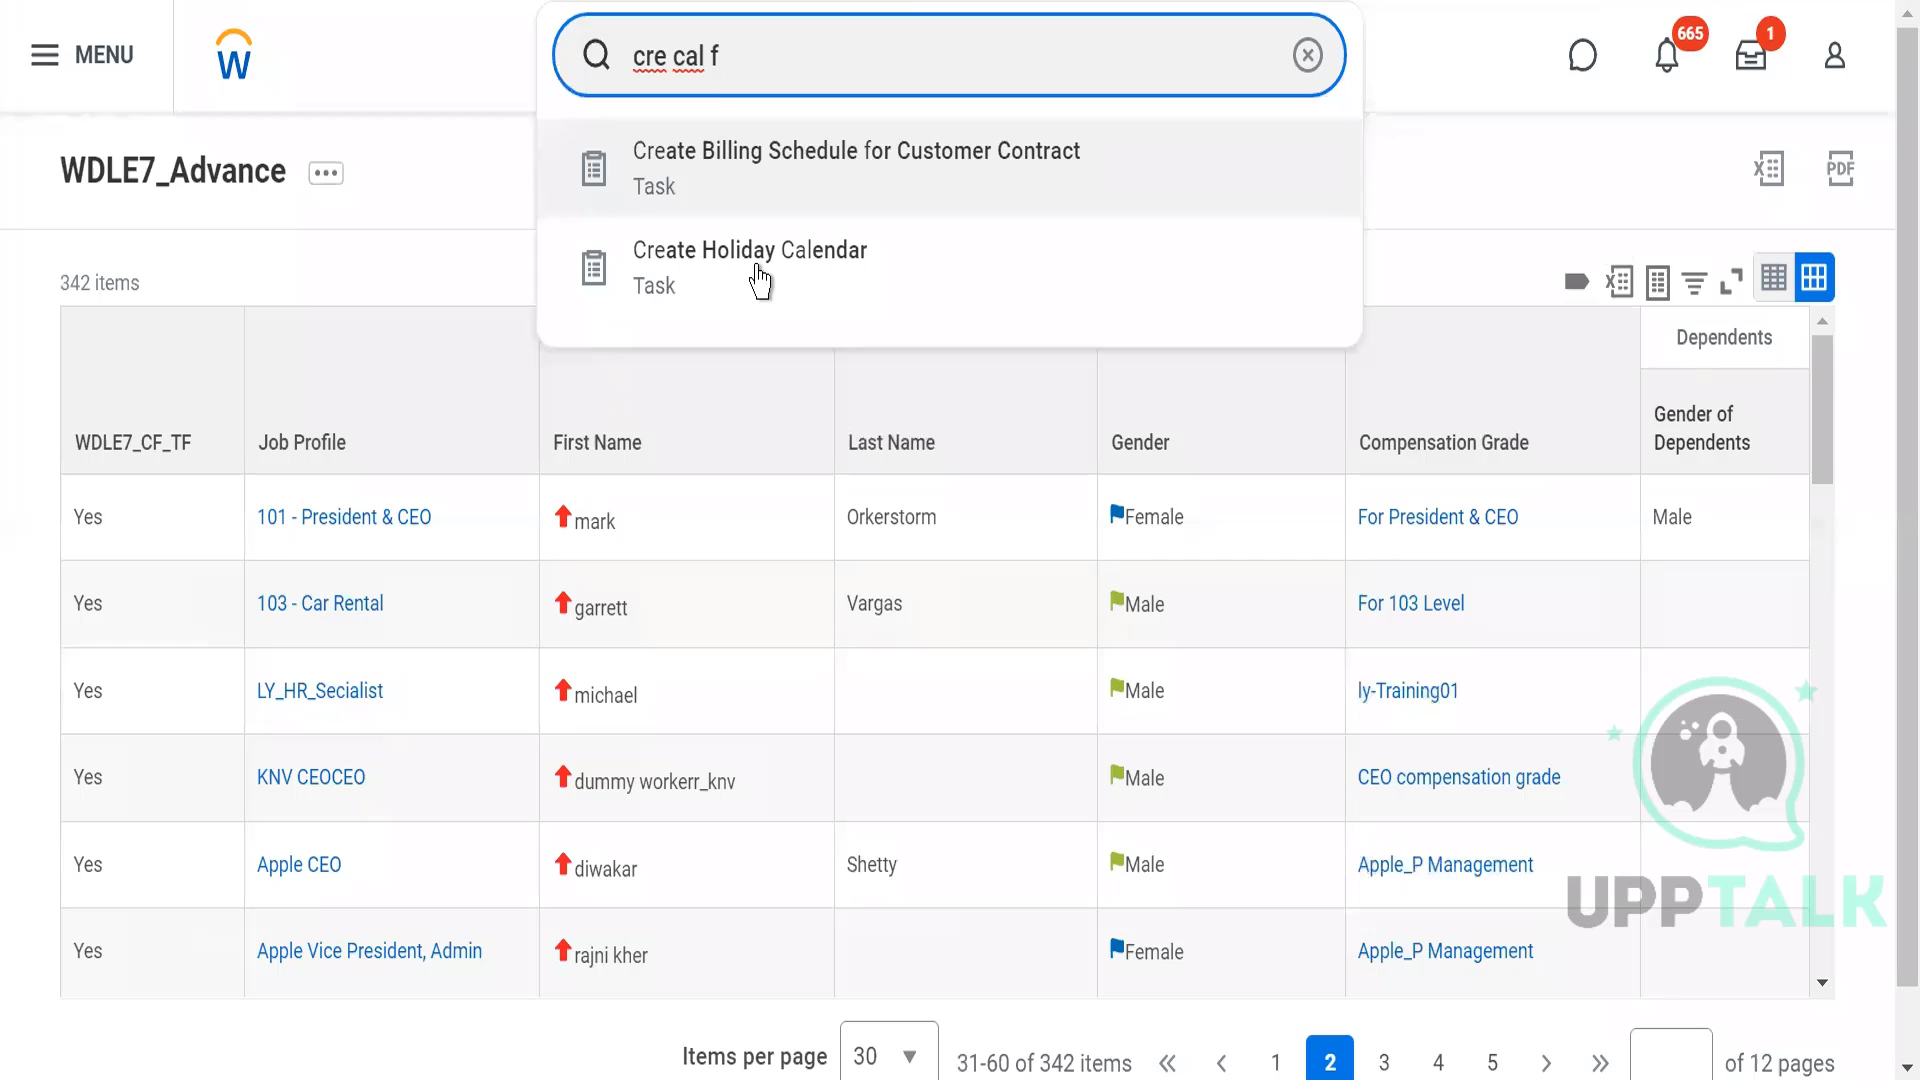 MENU
W
cre cal f
665
1
Create Billing Schedule for Customer Contract
Task
Create Holiday Calendar
Task
WDLE7_Advance
X
PDF
342 items
X
Dependents
WDLE7_CF_TF
Job Profile
First Name
Last Name
Gender
Compensation Grade
Gender of
Dependents
Yes
101 - President & CEO
mark
Orkerstorm
Female
For President & CEO
Male
Yes
103 - Car Rental
garrett
Vargas
Male
For 103 Level
Yes
LY_HR_Secialist
michael
Male
ly-Training01
Yes
KNV CEOCEO
dummy workerr_knv
Male
CEO compensation grade
Yes
Apple CEO
diwakar
Shetty
Male
Apple_P Management
Yes
Apple Vice President, Admin
rajni kher
Female
Apple_P Management
UPPTALK
Items per page
30
31-60 of 342 items
1
2
3
4
5
of 12 pages